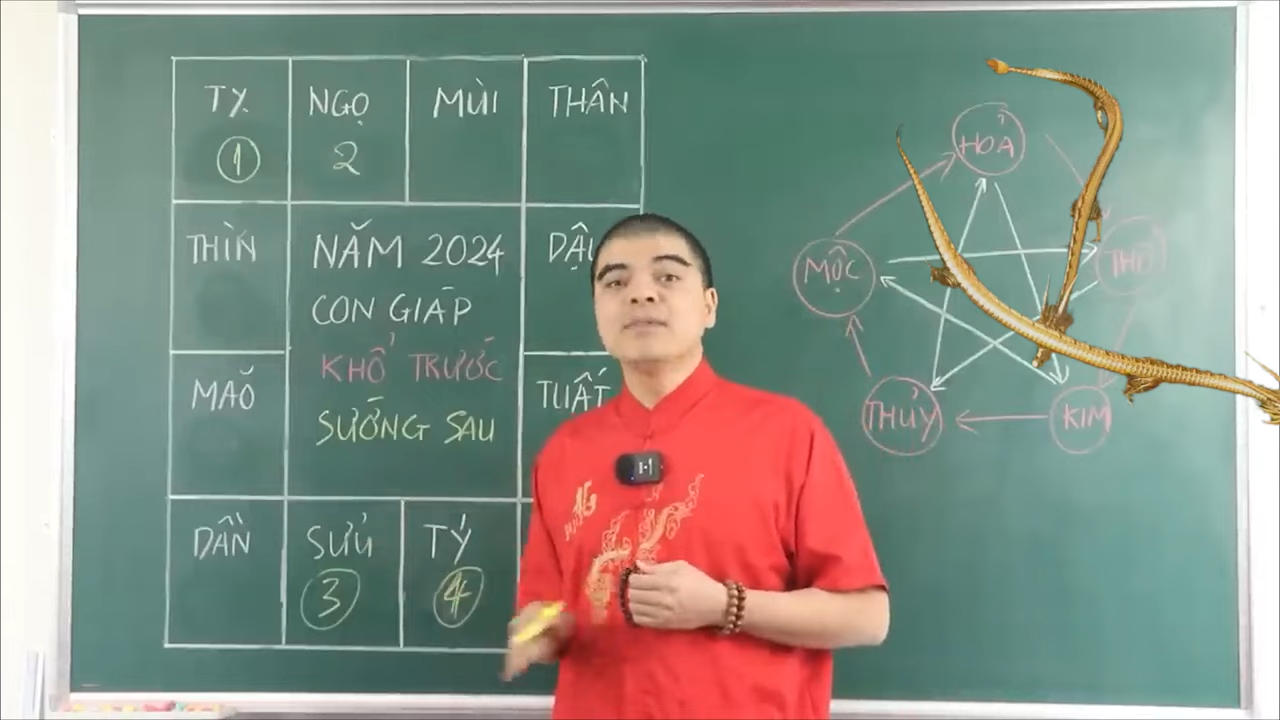 TỴ NGỌ MÙI THÂN
① 2
THÌN DẬU
NĂM 2024
CON GIÁP
KHỔ TRƯỚC
SƯỚNG SAU
MÃO TUẤT
DẦN SỬU TÝ
③ ④
HỎA
MỘC
THỔ
THỦY
KIM